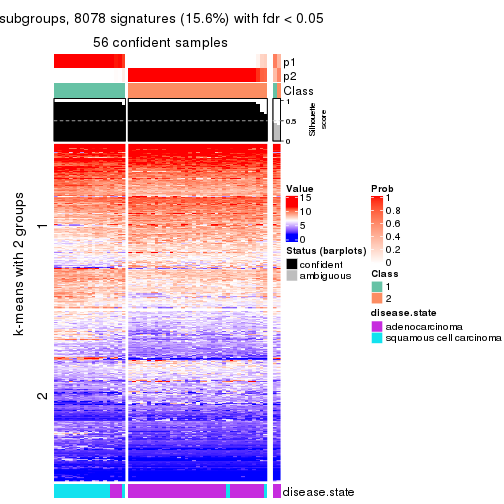 subgroups, 8078 signatures (15.6%) with fdr < 0.05
56 confident samples
p1
p2
Class
1
0.5
0
Silhouette
score
k-means with 2 groups
1
2
Value
15
10
5
0
Status (barplots)
confident
ambiguous
Prob
1
0.8
0.6
0.4
0.2
0
Class
1
2
disease.state
adenocarcinoma
squamous cell carcinoma
disease.state